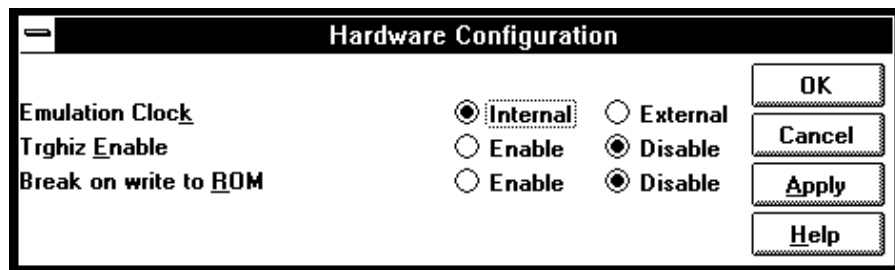 Hardware Configuration
Emulation Clock Internal External
Trghiz Enable Enable Disable
Break on write to ROM Enable Disable
OK
Cancel
Apply
Help